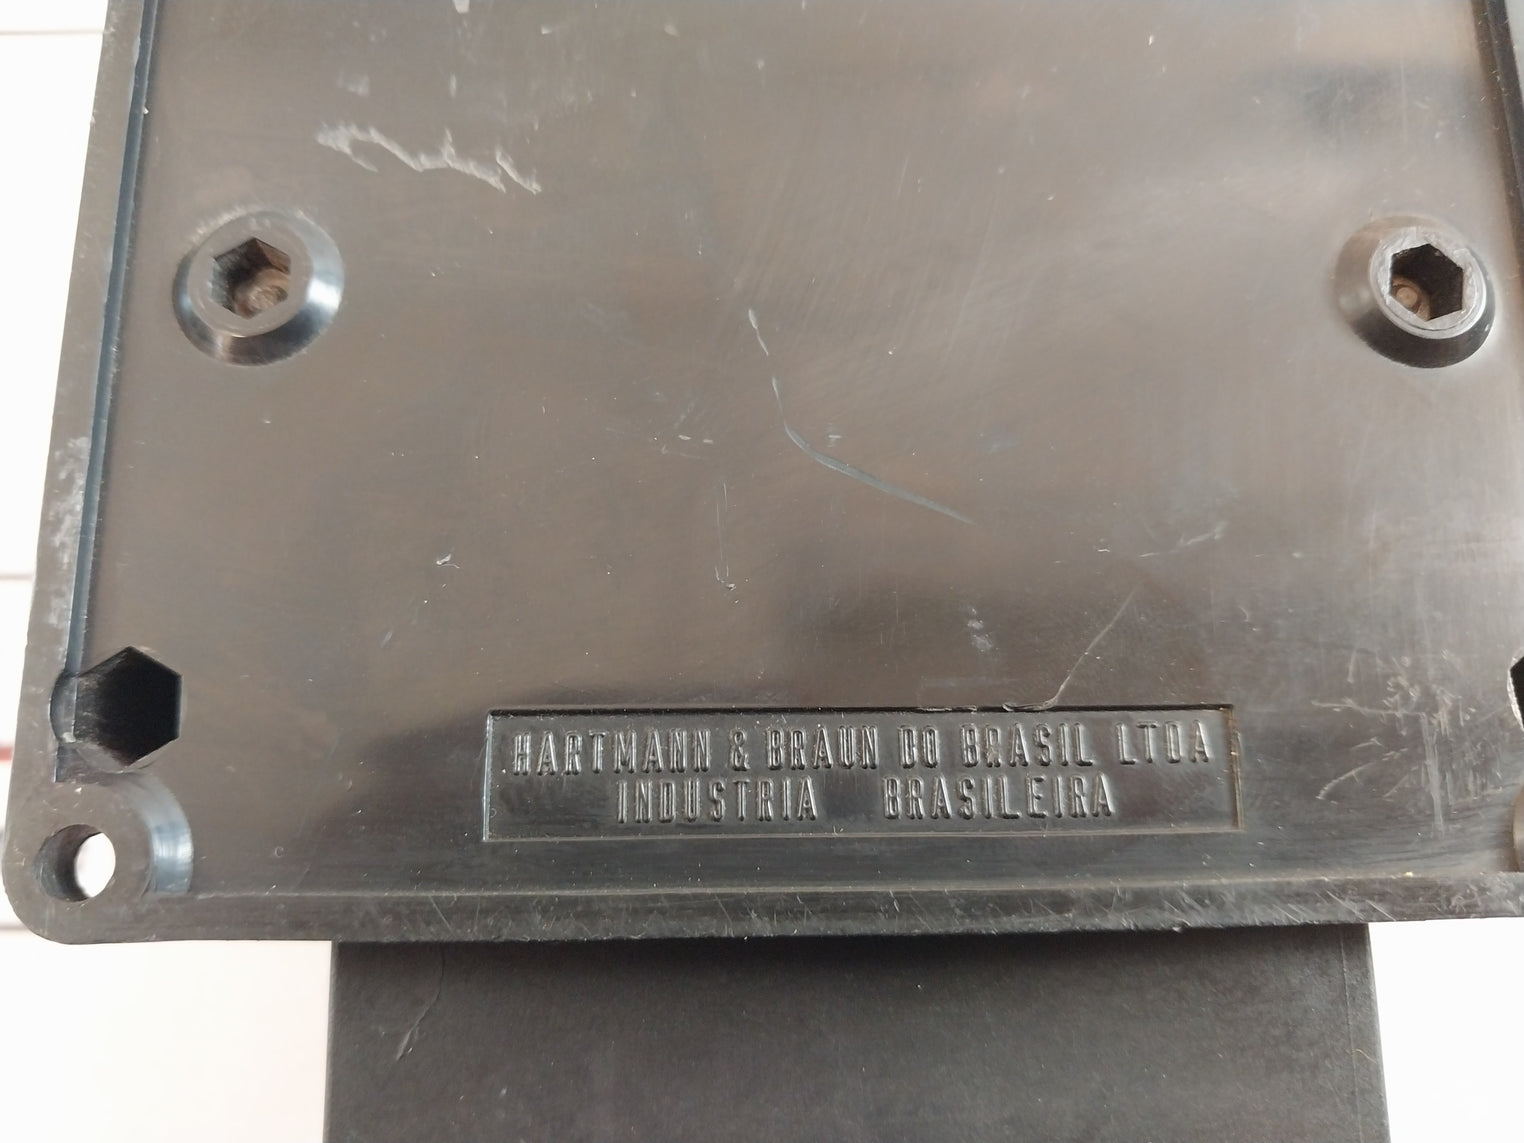 HARTMANN & BRAUN DO BRASIL LTDA
INDUSTRIA BRASILEIRA